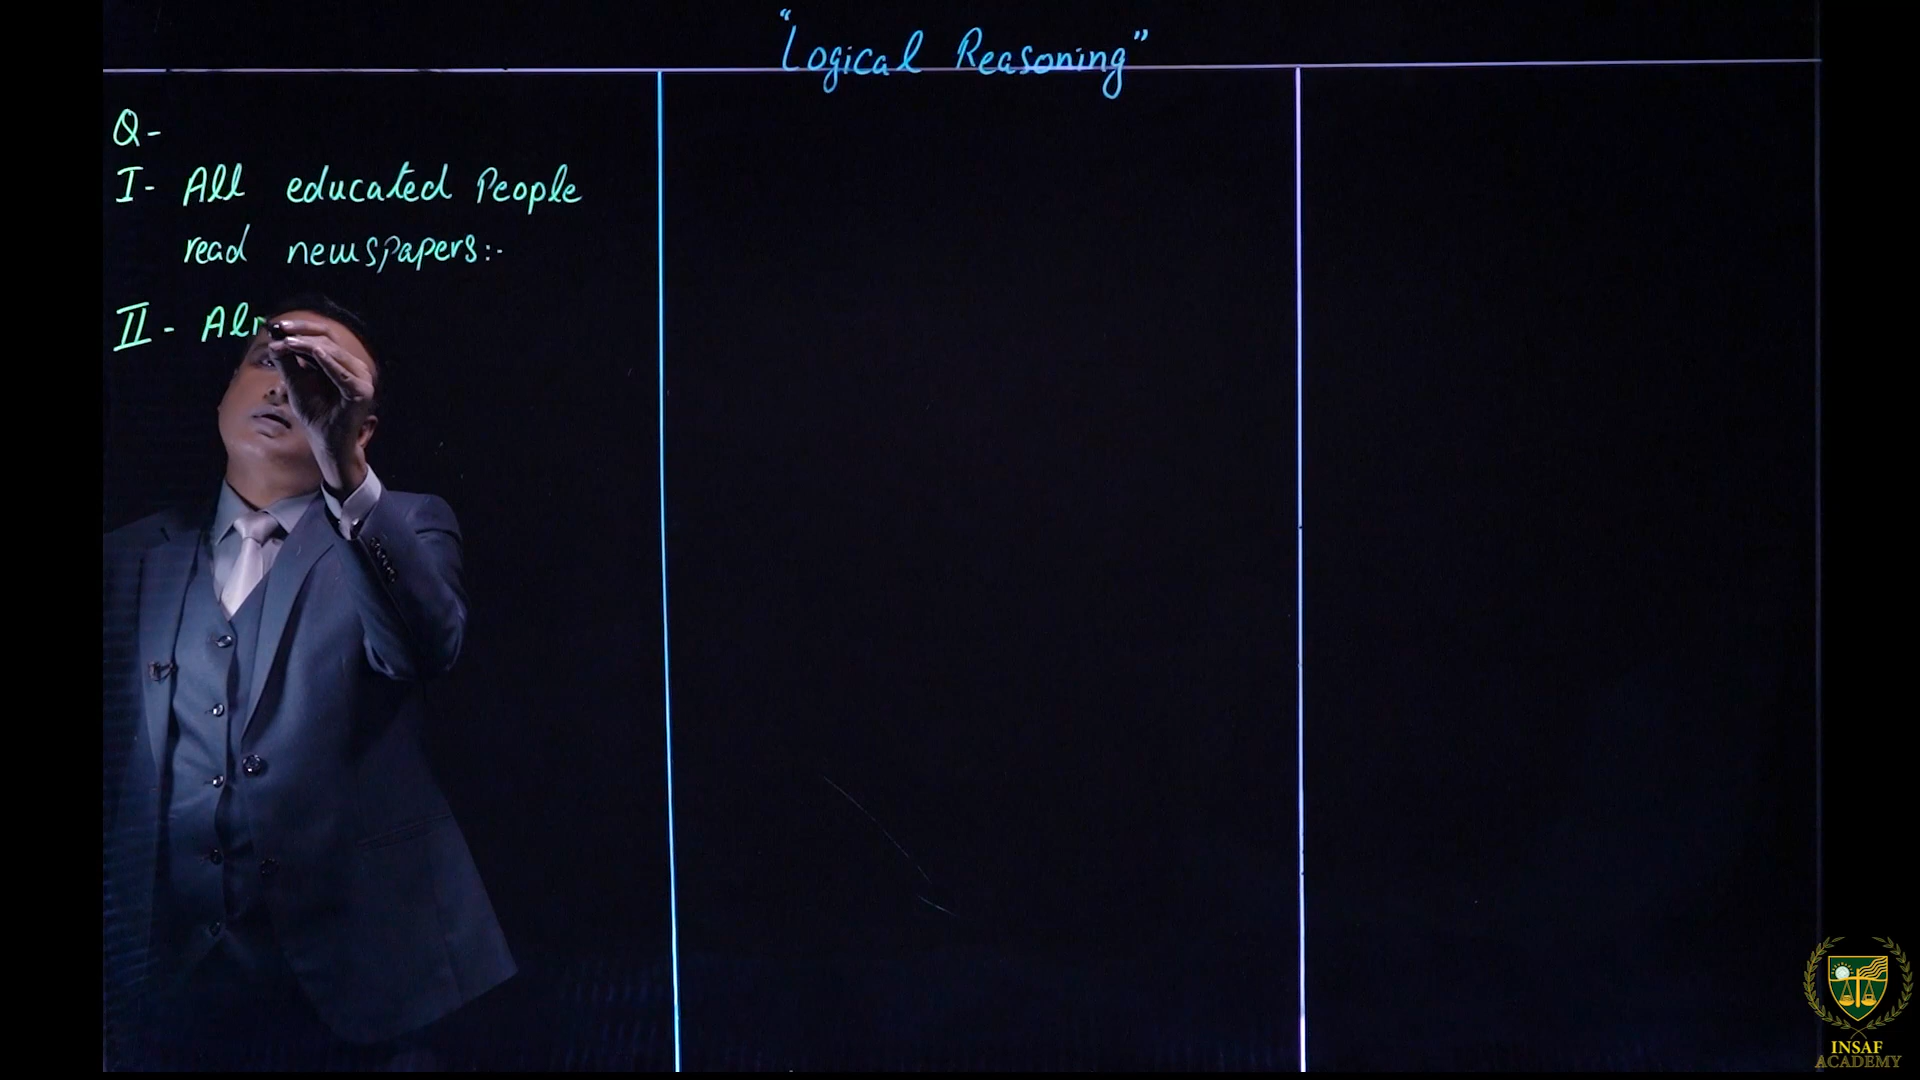 "Logical Reasoning"
Q-
I- All educated People
read newspapers:-
II- Al
INSAF
ACADEMY